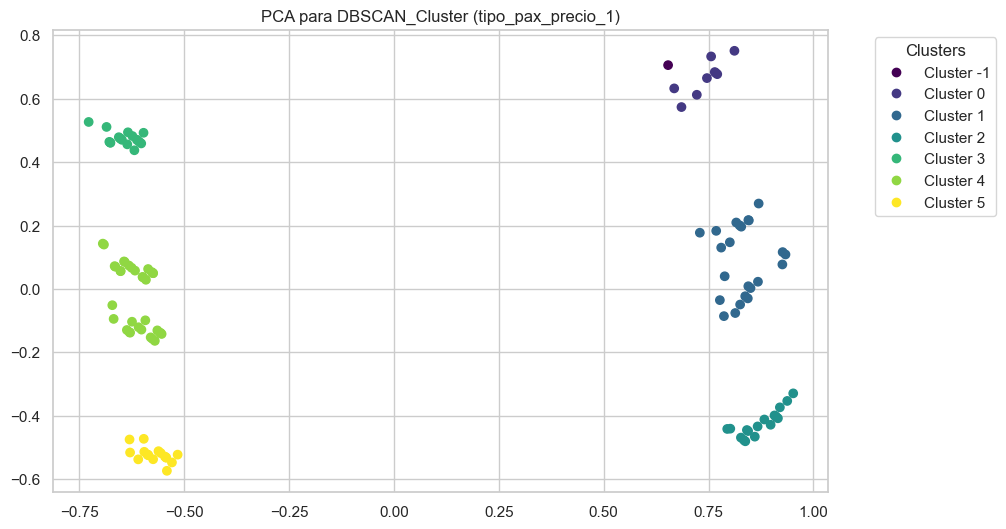 PCA para DBSCAN_Cluster (tipo_pax_precio_1)
0.8
0.6
0.4
0.2
0.0
−0.2
−0.4
−0.6
−0.75 −0.50 −0.25 0.00 0.25 0.50 0.75 1.00
Clusters
Cluster -1
Cluster 0
Cluster 1
Cluster 2
Cluster 3
Cluster 4
Cluster 5